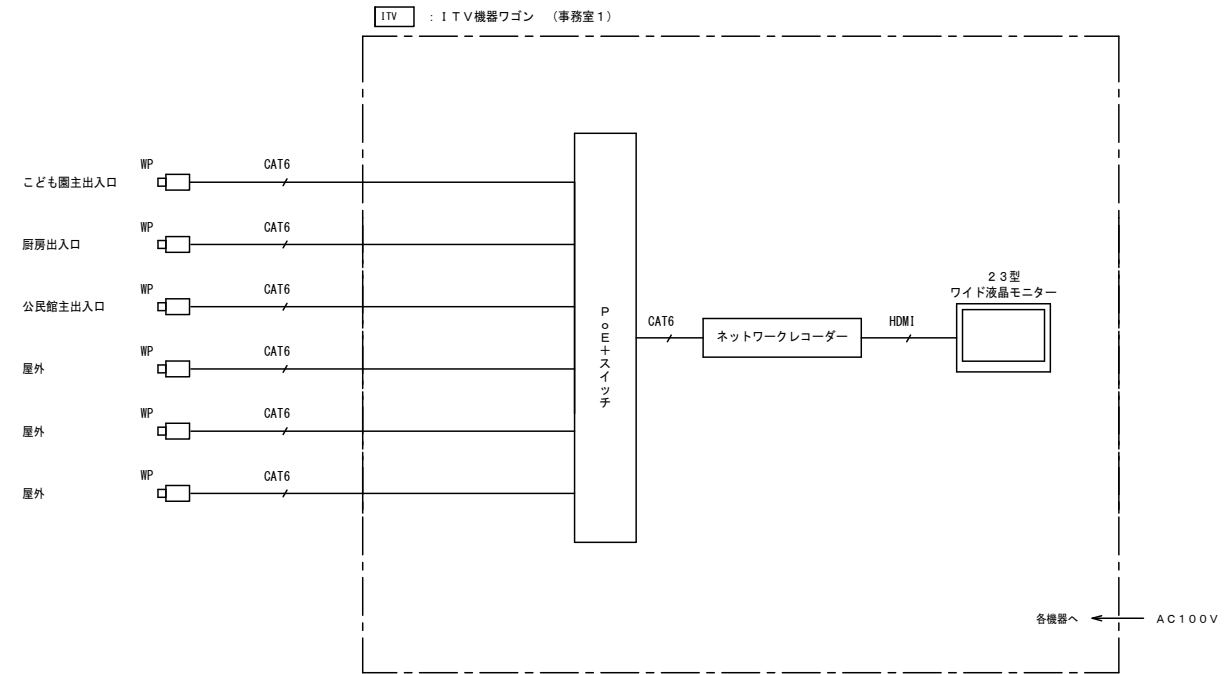 ITV ：ＩＴＶ機器ワゴン （事務室１）
WP CAT6
こども園主出入口
WP CAT6
厨房出入口
WP CAT6
公民館主出入口
WP CAT6
屋外
WP CAT6
屋外
WP CAT6
屋外
ＰｏＥ＋スイッチ
CAT6
ネットワークレコーダー
HDMI
２３型
ワイド液晶モニター
各機器へ ＡＣ１００Ｖ